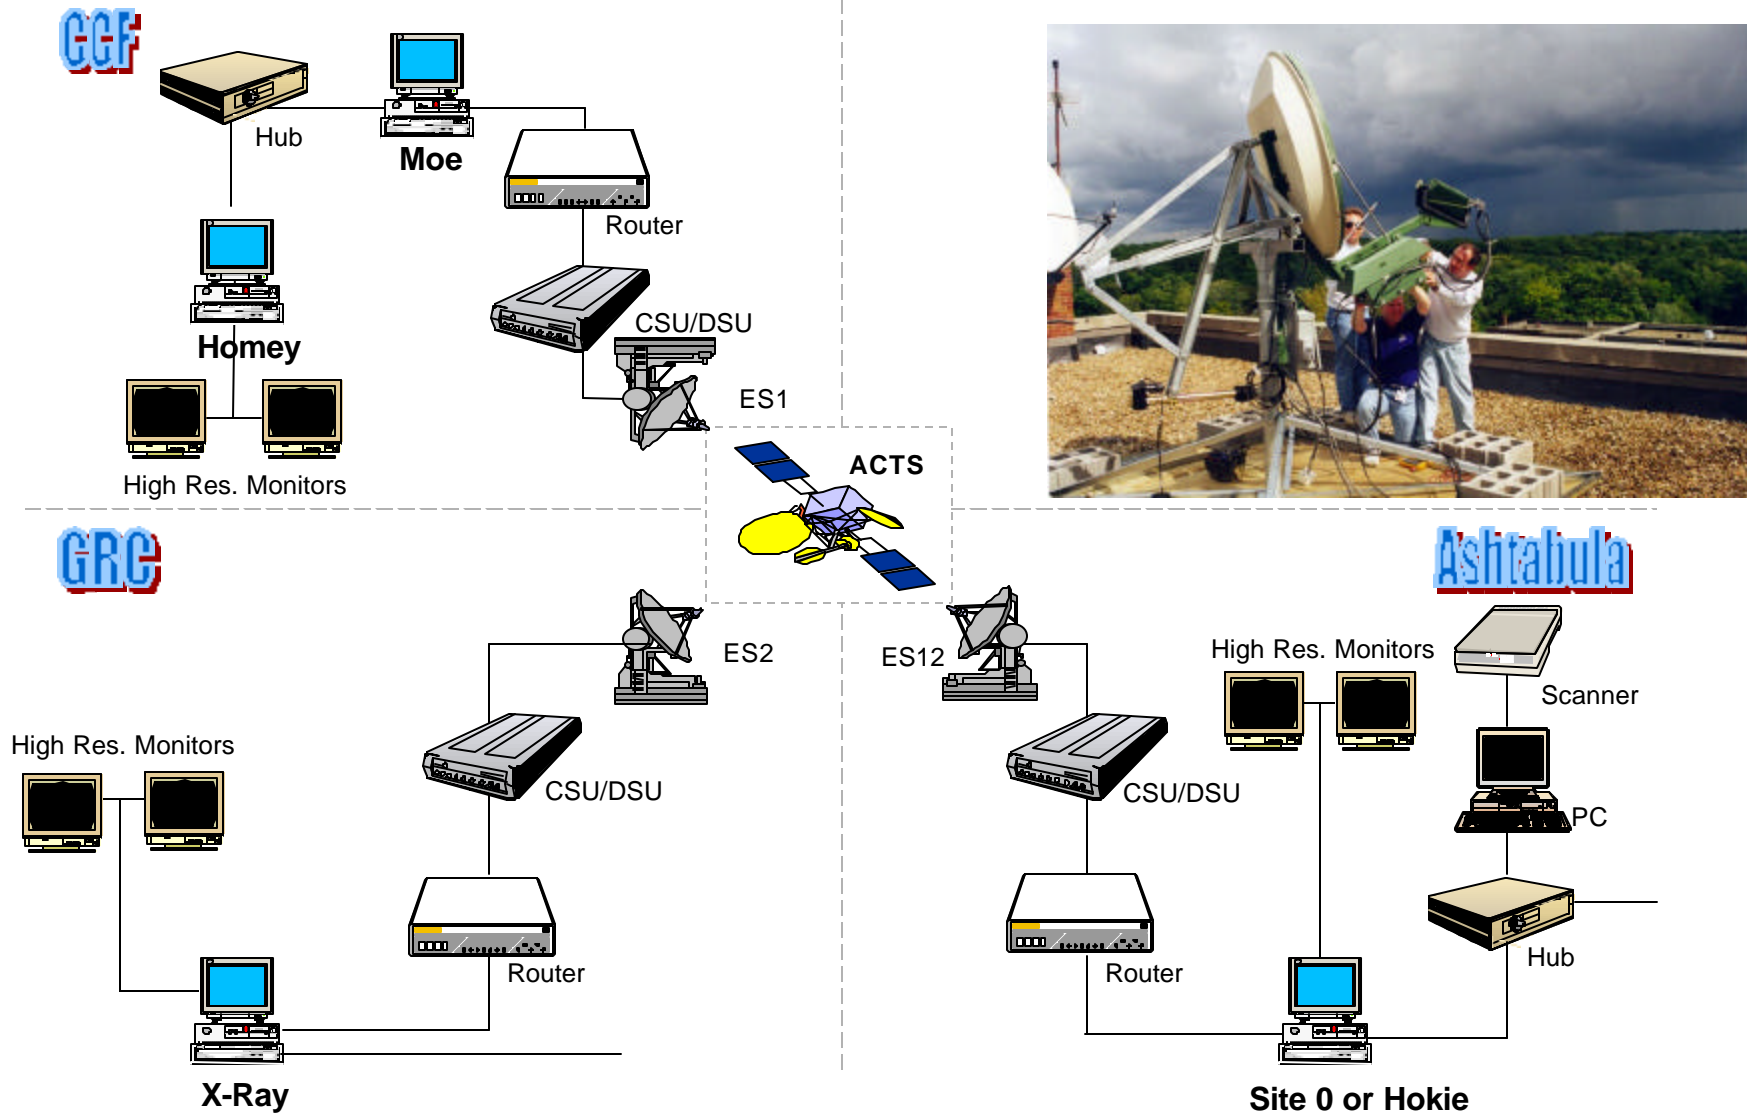 CCF
Hub
Moe
Router
Homey
CSU/DSU
ES1
High Res. Monitors
ACTS
GRC
Ashtabula
ES2
ES12
High Res. Monitors
Scanner
High Res. Monitors
CSU/DSU
CSU/DSU
PC
Router
Router
Hub
X-Ray
Site 0 or Hokie